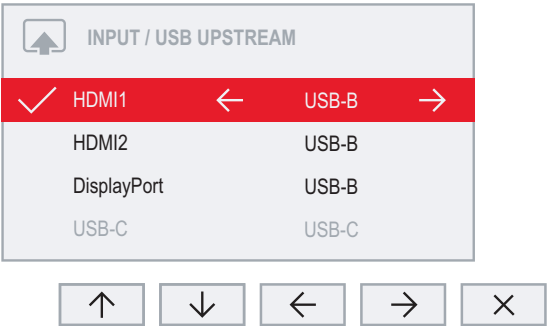 INPUT / USB UPSTREAM
HDMI1 USB-B
HDMI2 USB-B
DisplayPort USB-B
USB-C USB-C